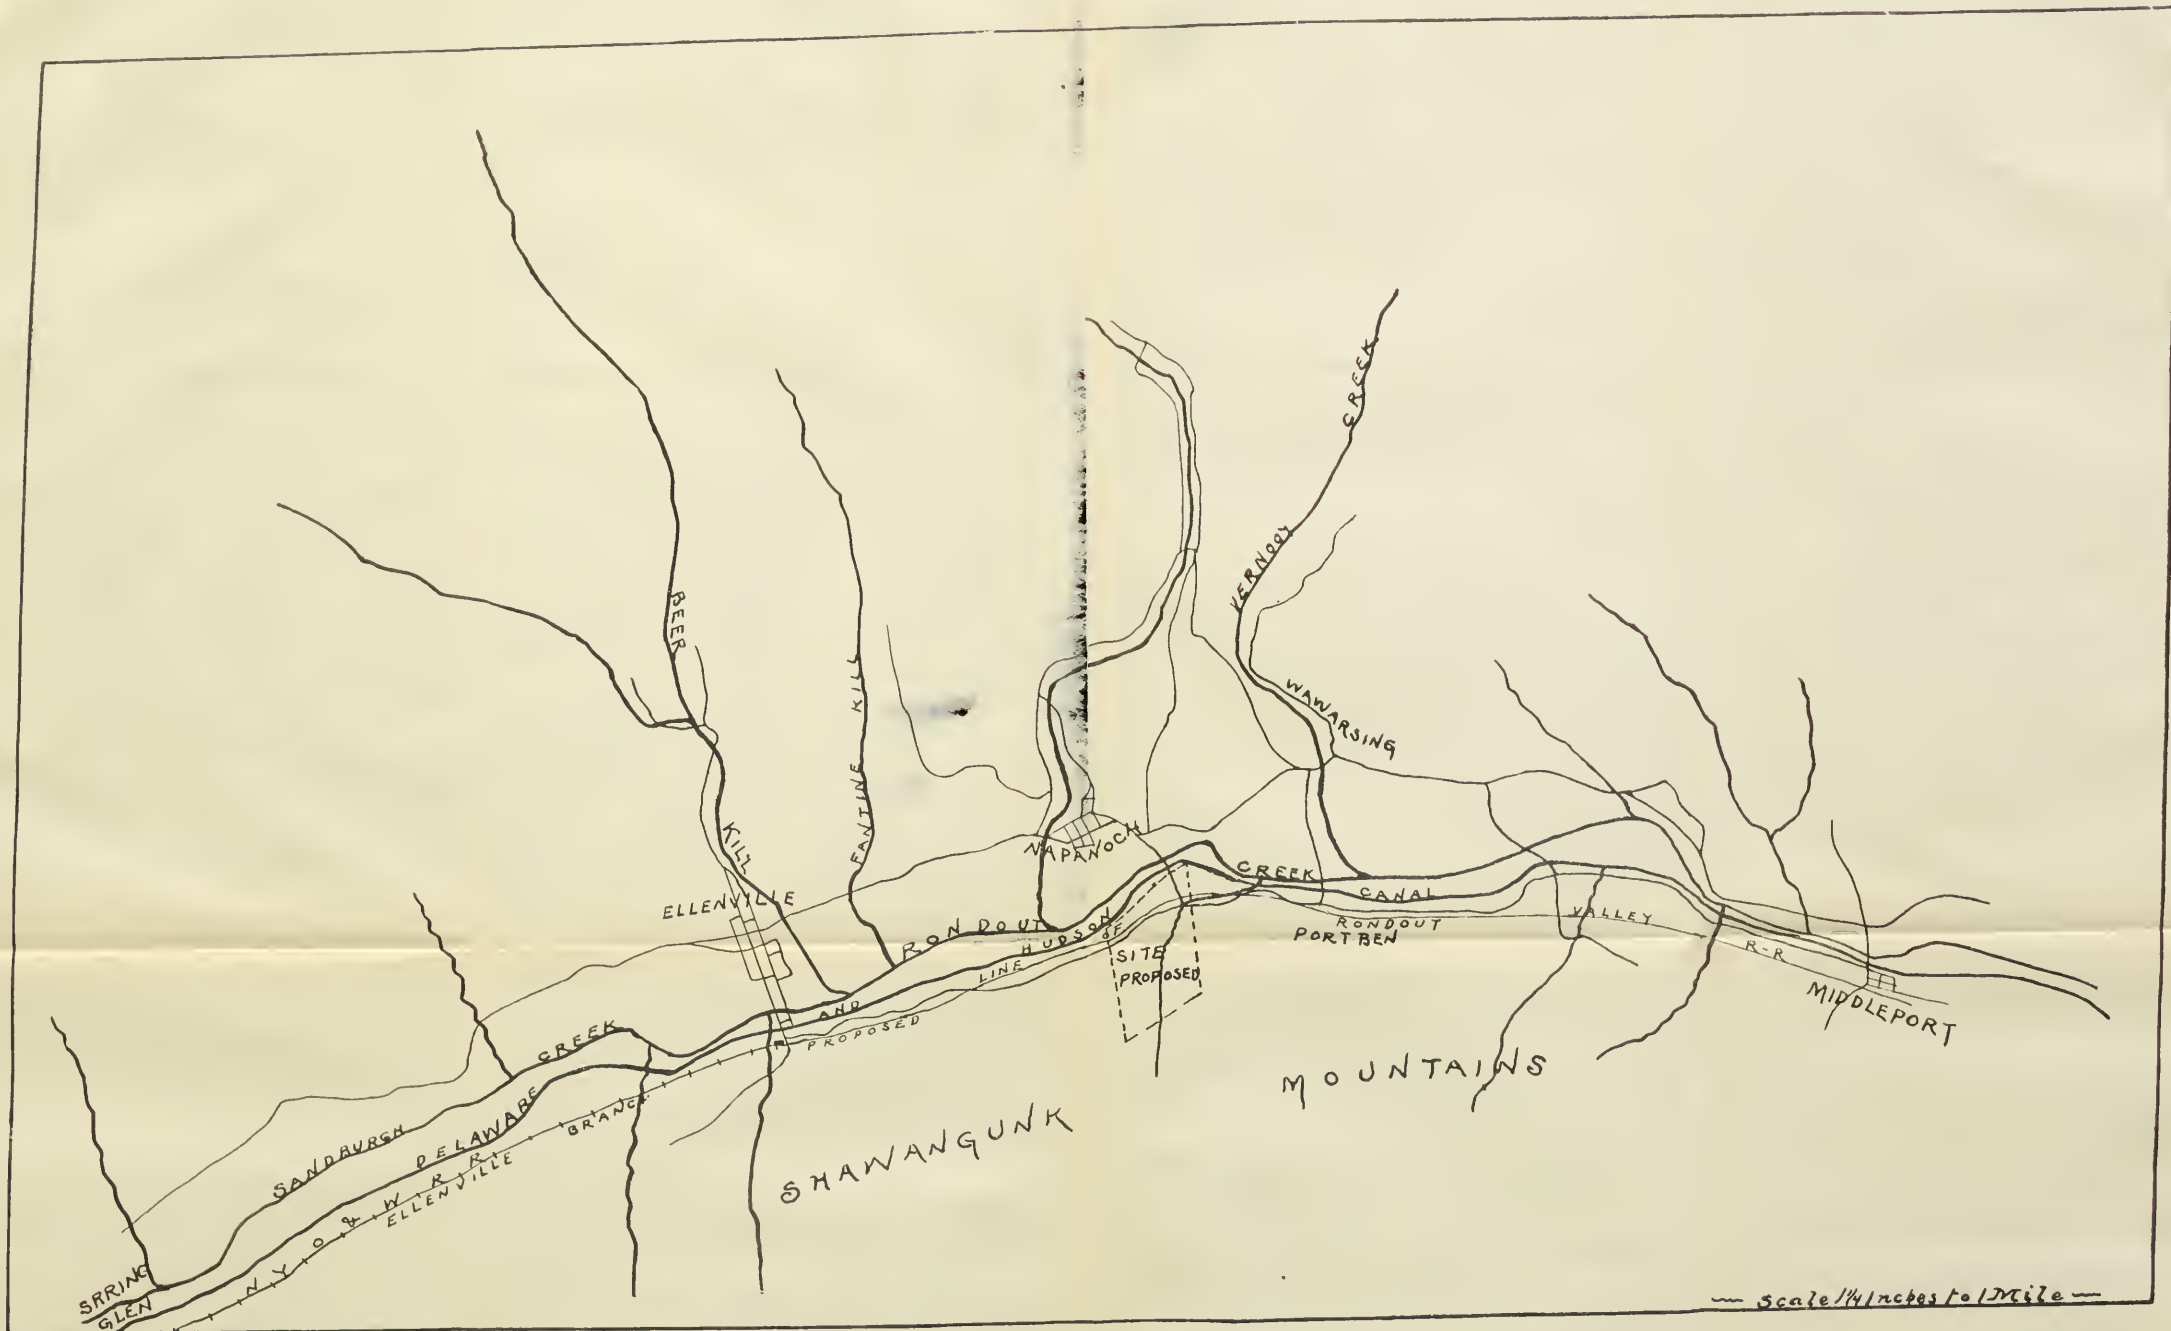 VERNOOY CREEK
BEER KILL
FANTINE KILL
WAWARSING
NAPANOCH
ELLENVILLE
RONDOUT CREEK
CANAL
RONDOUT VALLEY R-R
PORT BEN
SITE
PROPOSED
MIDDLEPORT
SANDBURGH CREEK
DELAWARE AND HUDSON
PROPOSED LINE OF
N Y O & W R R
ELLENVILLE BRANCH
SHAWANGUNK MOUNTAINS
SRRING
GLEN
Scale 1 1/4 Inches to 1 Mile